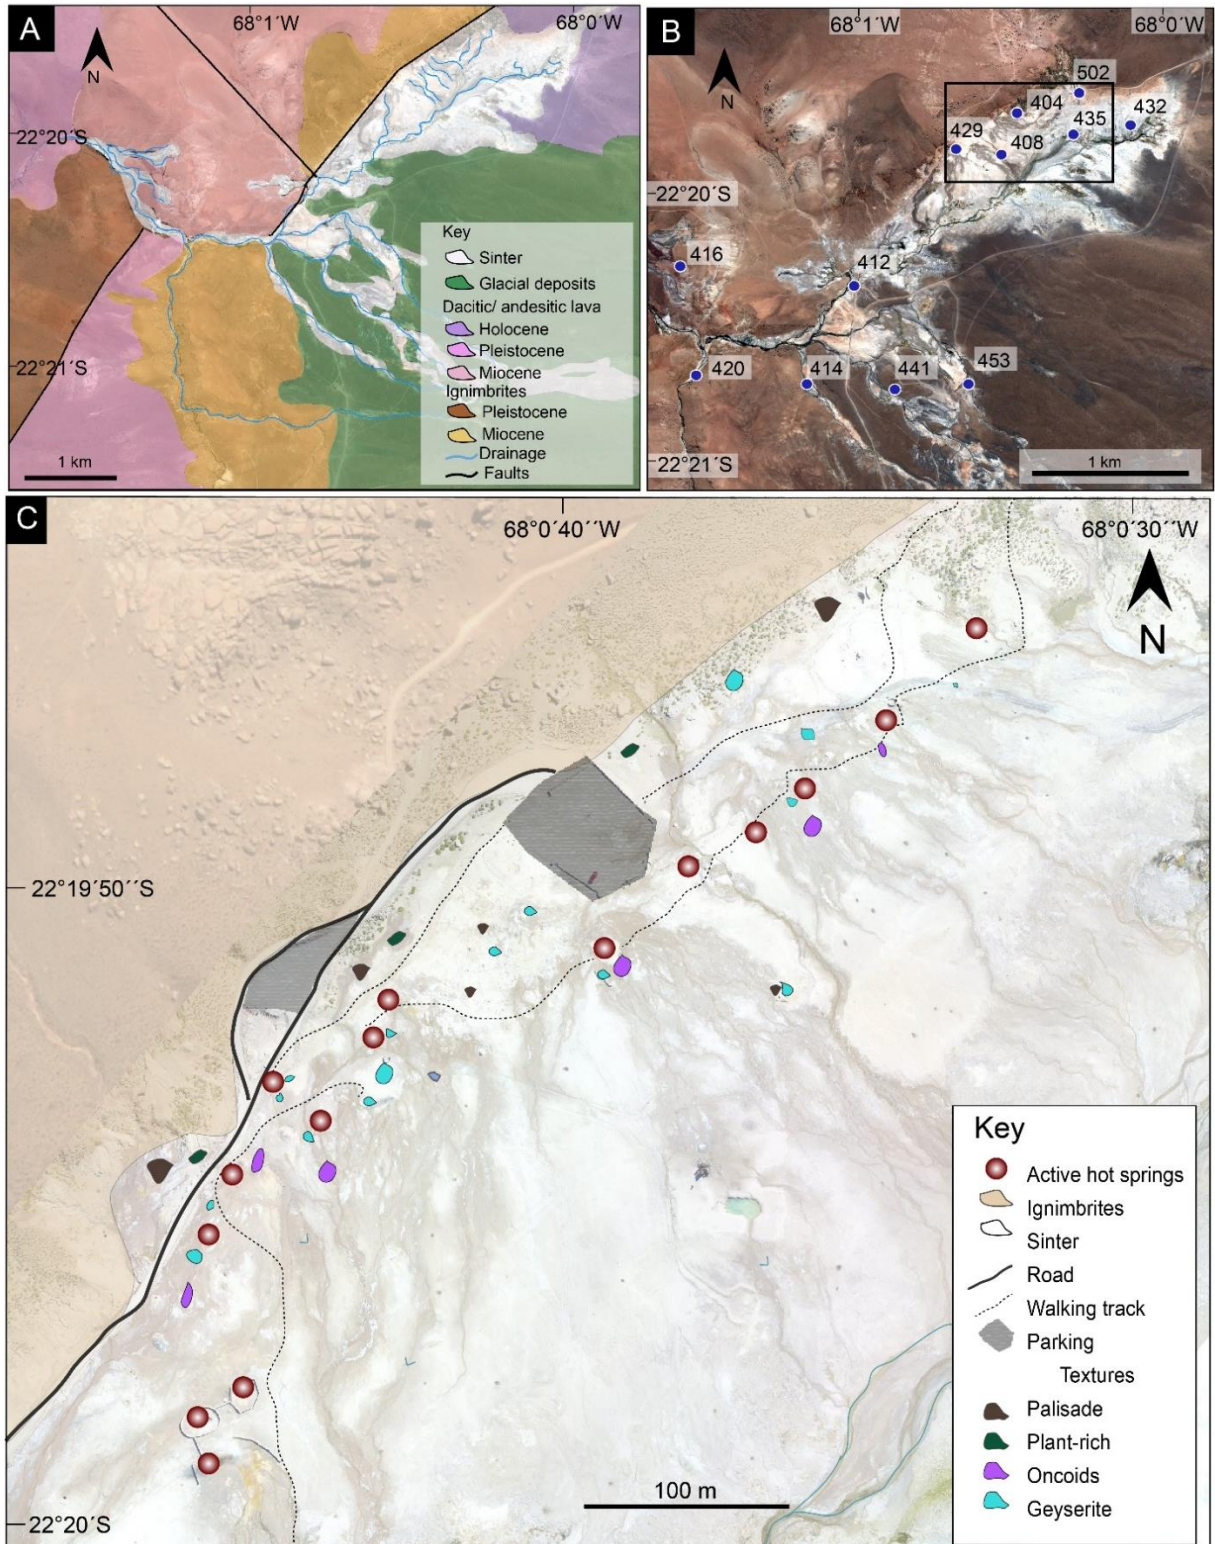 A
N
68°1´W
68°0´W
22°20´S
22°21´S
Key
Sinter
Glacial deposits
Dacitic/ andesitic lava
Holocene
Pleistocene
Miocene
Ignimbrites
Pleistocene
Miocene
Drainage
Faults
1 km
B
N
68°1´W
68°0´W
502
404
432
435
429
408
22°20´S
416
412
420
414
441
453
22°21´S
1 km
C
68°0´40´´W
68°0´30´´W
N
22°19´50´´S
22°20´S
100 m
Key
Active hot springs
Ignimbrites
Sinter
Road
Walking track
Parking
Textures
Palisade
Plant-rich
Oncoids
Geyserite